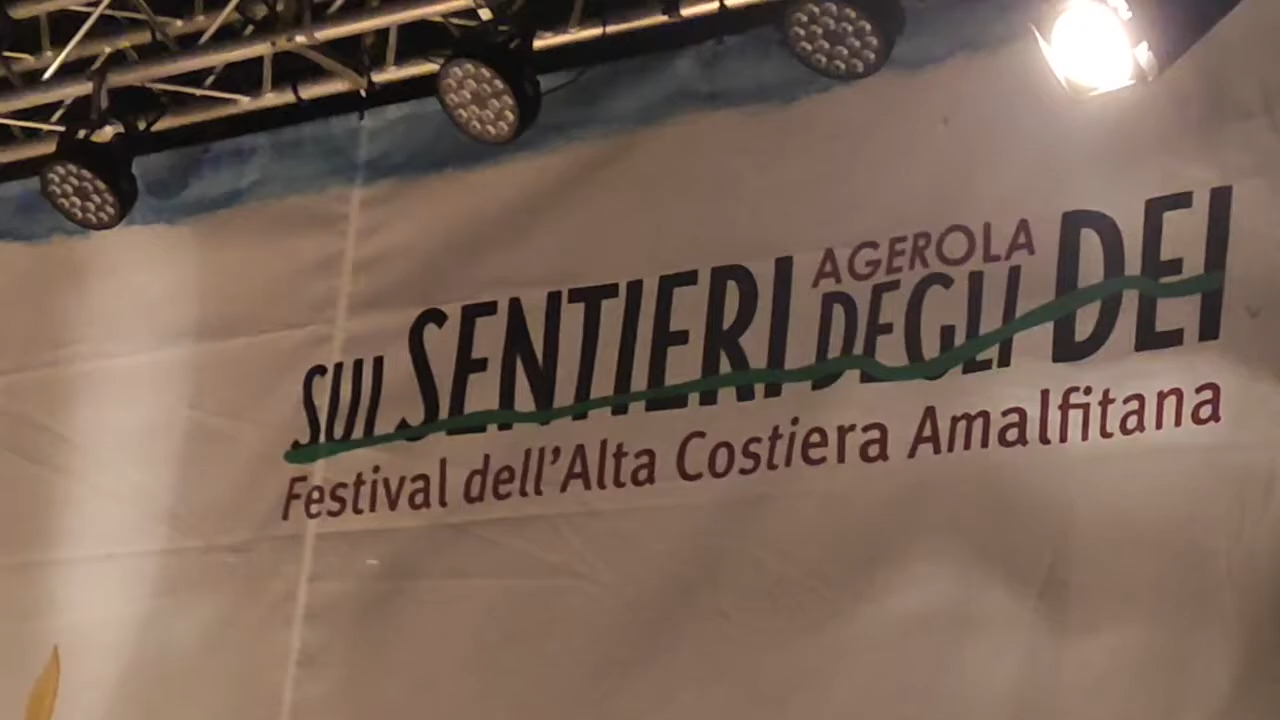 AGEROLA
SUI SENTIERI DEGLI DEI
Festival dell'Alta Costiera Amalfitana